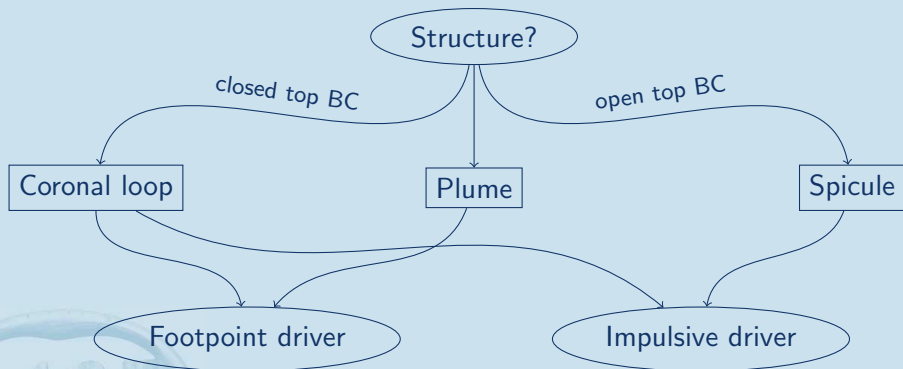 Structure?
closed top BC
open top BC
Coronal loop
Plume
Spicule
Footpoint driver
Impulsive driver